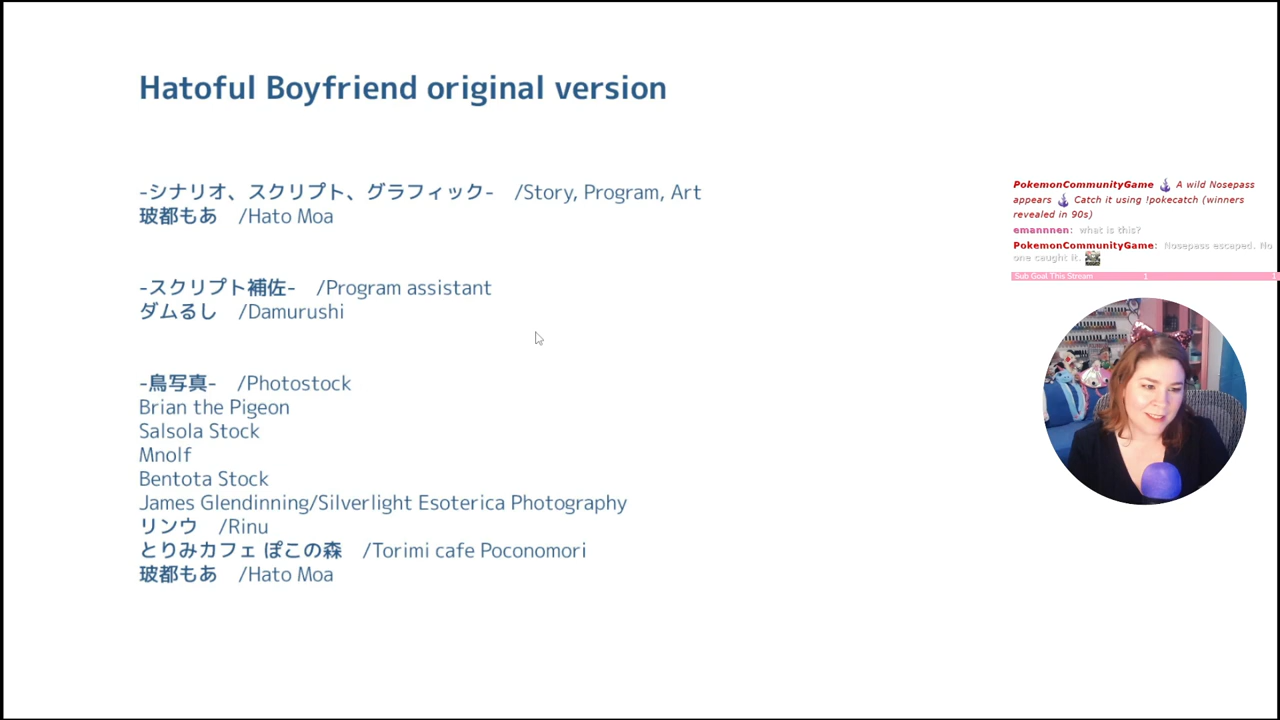 Hatoful Boyfriend original version
-シナリオ、スクリプト、グラフィック- /Story, Program, Art
玻都もあ /Hato Moa
-スクリプト補佐- /Program assistant
ダムるし /Damurushi
-鳥写真- /Photostock
Brian the Pigeon
Salsola Stock
Mnolf
Bentota Stock
James Glendinning/Silverlight Esoterica Photography
リンウ /Rinu
とりみカフェ ぽこの森 /Torimi cafe Poconomori
玻都もあ /Hato Moa
PokemonCommunityGame A wild Nosepass
appears Catch it using !pokecatch (winners
revealed in 90s)
emannnen: what is this?
PokemonCommunityGame: Nosepass escaped. No
one caught it.
Sub Goal This Stream 1